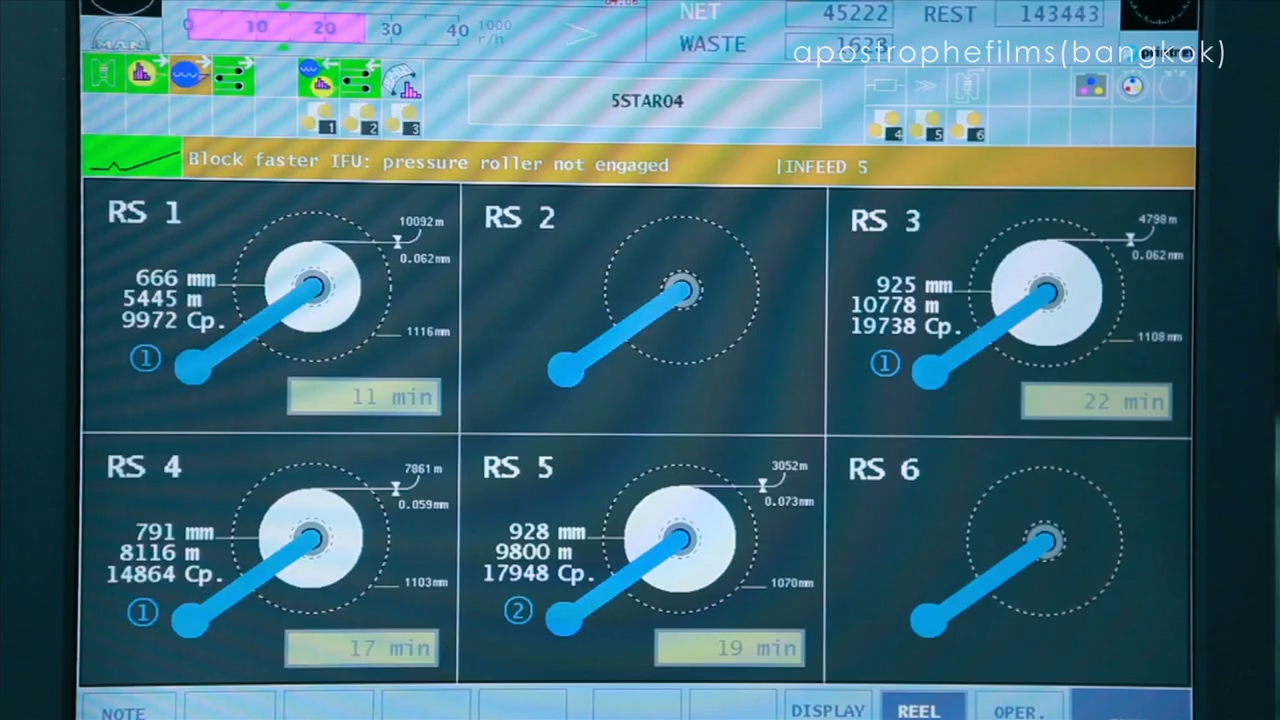 NET 45222 REST 143443
0 10 20 30 40 1000 r/h
MAN
WASTE 1628
apostrophefilms(bangkok)
5STAR04
1 2 3
4 5 6
Block faster IFU: pressure roller not engaged |INFEED 5
RS 1
10092m
0.062mm
666 mm
5445 m
9972 Cp.
1116mm
1
11 min
RS 2
RS 3
4798m
0.062mm
925 mm
10778 m
19738 Cp.
1108mm
1
22 min
RS 4
7861m
0.059mm
791 mm
8116 m
14864 Cp.
1103mm
1
17 min
RS 5
3052m
0.073mm
928 mm
9800 m
17948 Cp.
1070mm
2
19 min
RS 6
NOTE DISPLAY REEL OPER.